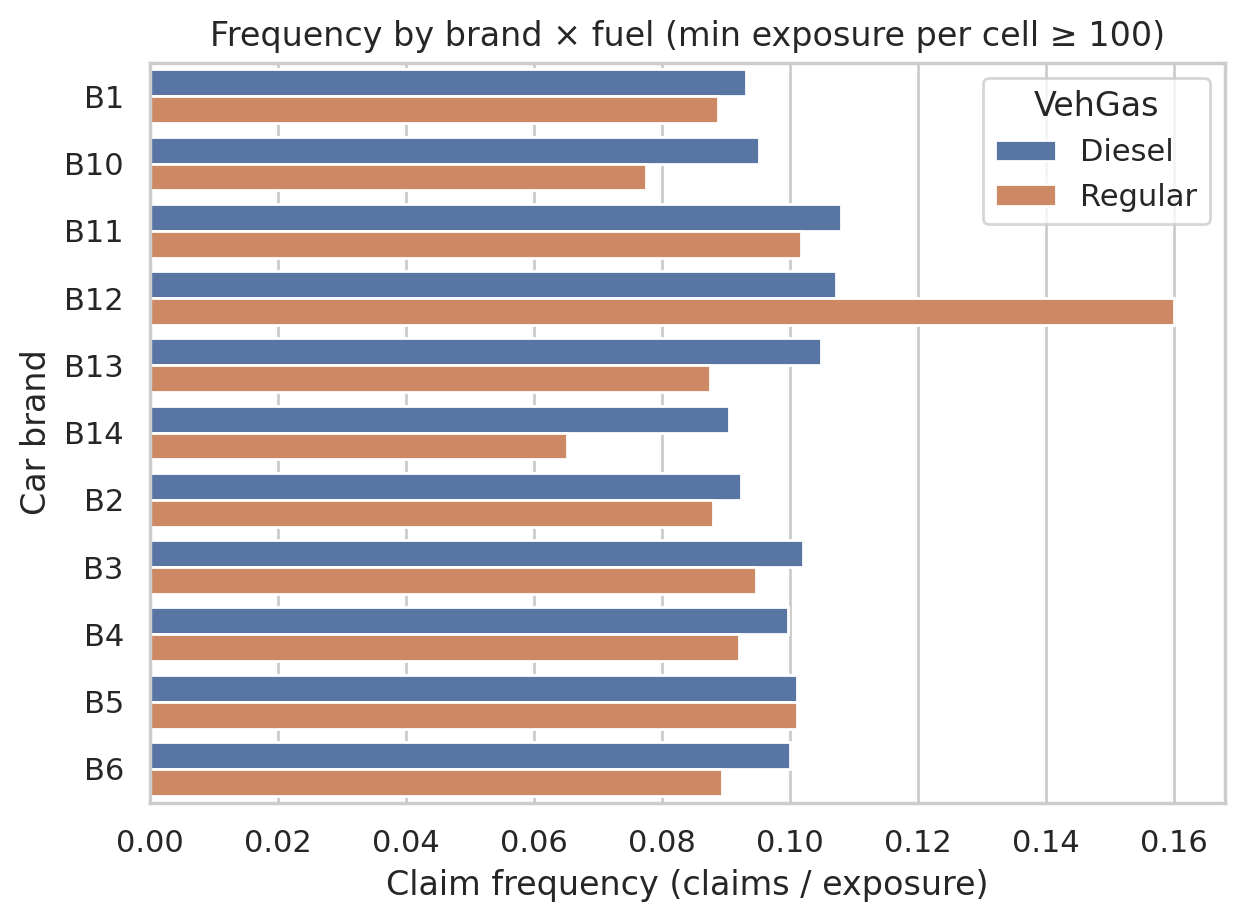 Frequency by brand × fuel (min exposure per cell ≥ 100)
VehGas
Diesel
Regular
Car brand
B1
B10
B11
B12
B13
B14
B2
B3
B4
B5
B6
0.00 0.02 0.04 0.06 0.08 0.10 0.12 0.14 0.16
Claim frequency (claims / exposure)